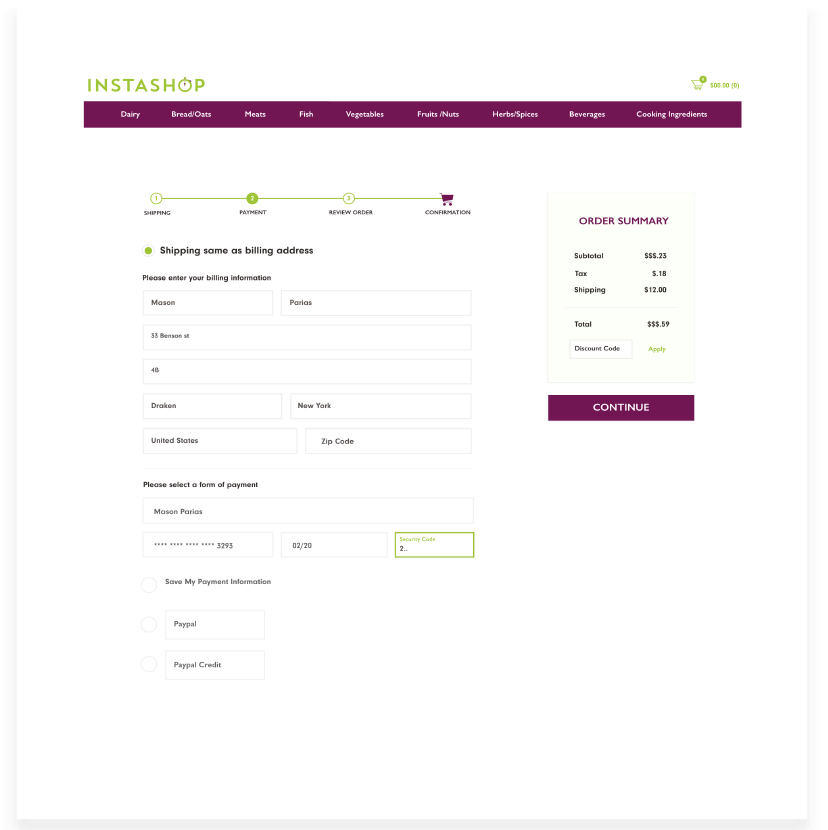 INSTASHOP
0
$00.00 (0)
Dairy Bread/Oats Meats Fish Vegetables Fruits /Nuts Herbs/Spices Beverages Cooking Ingredients
1 2 3
SHIPPING PAYMENT REVIEW ORDER CONFIRMATION
Shipping same as billing address
Please enter your billing information
Mason Parias
33 Benson st
4B
Draken New York
United States Zip Code
Please select a form of payment
Mason Parias
**** **** **** **** 3293 02/20 Security Code
2..
Save My Payment Information
Paypal
Paypal Credit
ORDER SUMMARY
Subtotal $$$.23
Tax $.18
Shipping $12.00
Total $$$.59
Discount Code Apply
CONTINUE